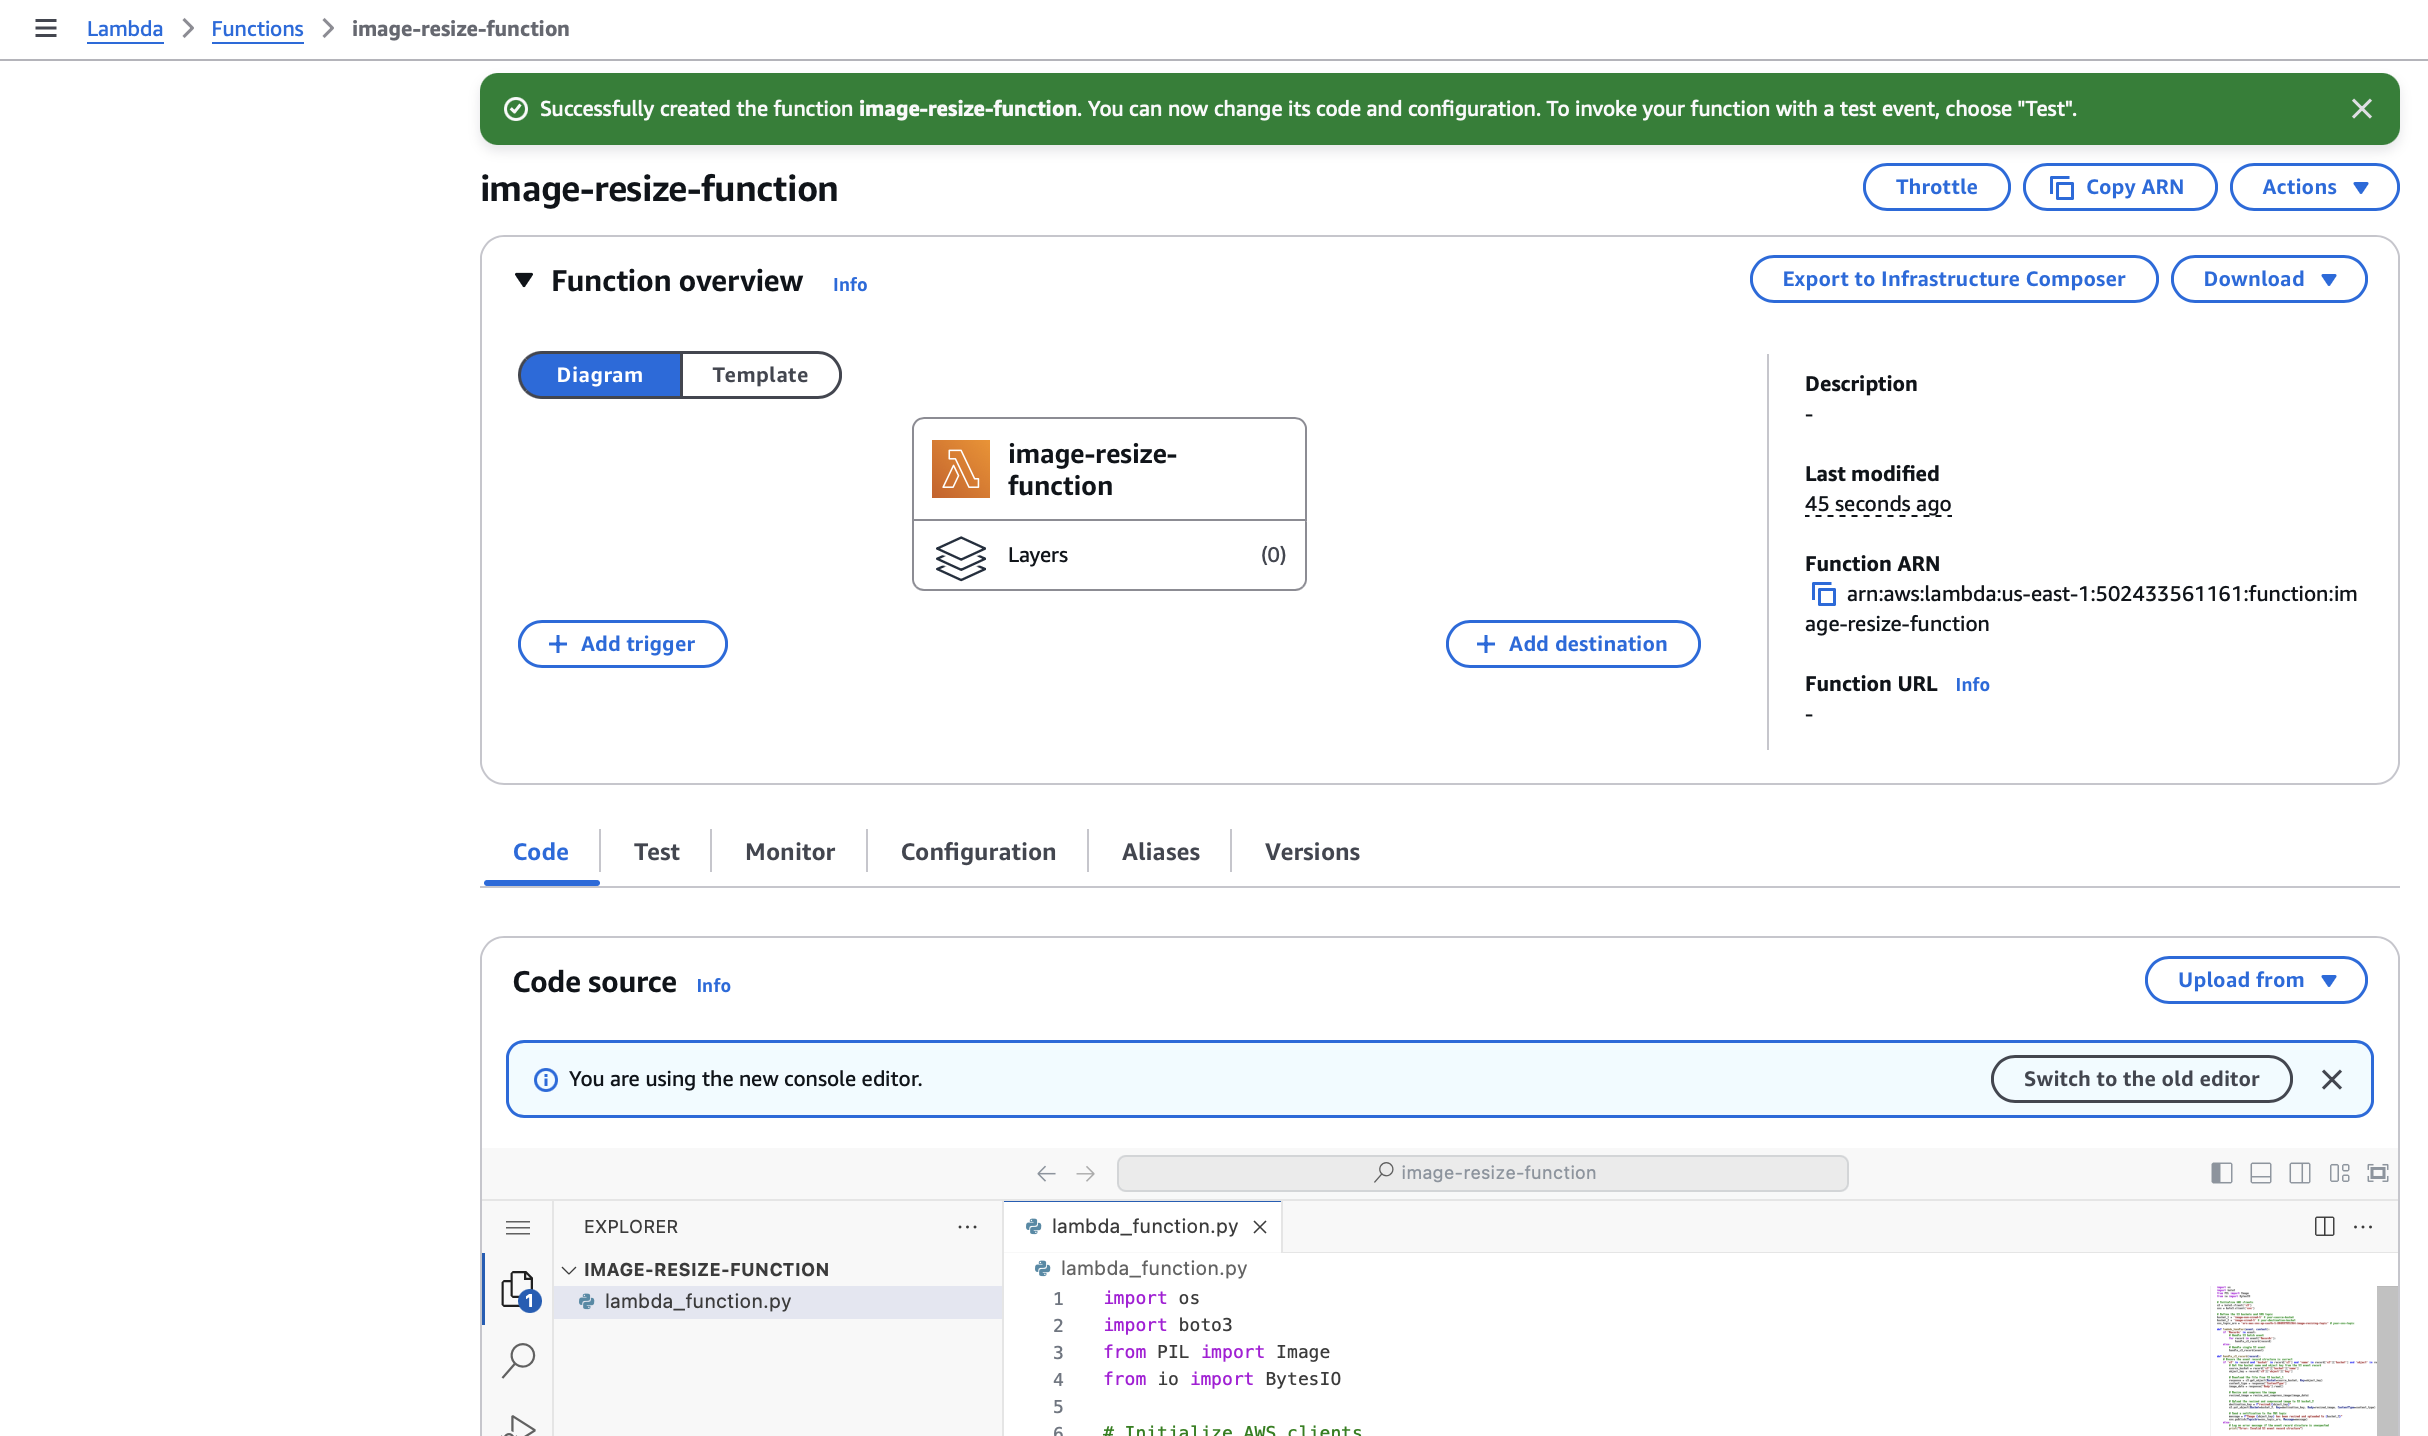 Lambda > Functions > image-resize-function
Successfully created the function image-resize-function. You can now change its code and configuration. To invoke your function with a test event, choose "Test".
image-resize-function
Throttle
Copy ARN
Actions
Function overview Info
Export to Infrastructure Composer
Download
Diagram
Template
image-resize-
function
Layers (0)
+ Add trigger
+ Add destination
Description
-
Last modified
45 seconds ago
Function ARN
arn:aws:lambda:us-east-1:502433561161:function:im
age-resize-function
Function URL Info
-
Code
Test
Monitor
Configuration
Aliases
Versions
Code source Info
Upload from
You are using the new console editor.
Switch to the old editor
image-resize-function
EXPLORER
IMAGE-RESIZE-FUNCTION
1
lambda_function.py
lambda_function.py
lambda_function.py
1 import os
2 import boto3
3 from PIL import Image
4 from io import BytesIO
5
6 # Initialize AWS clients